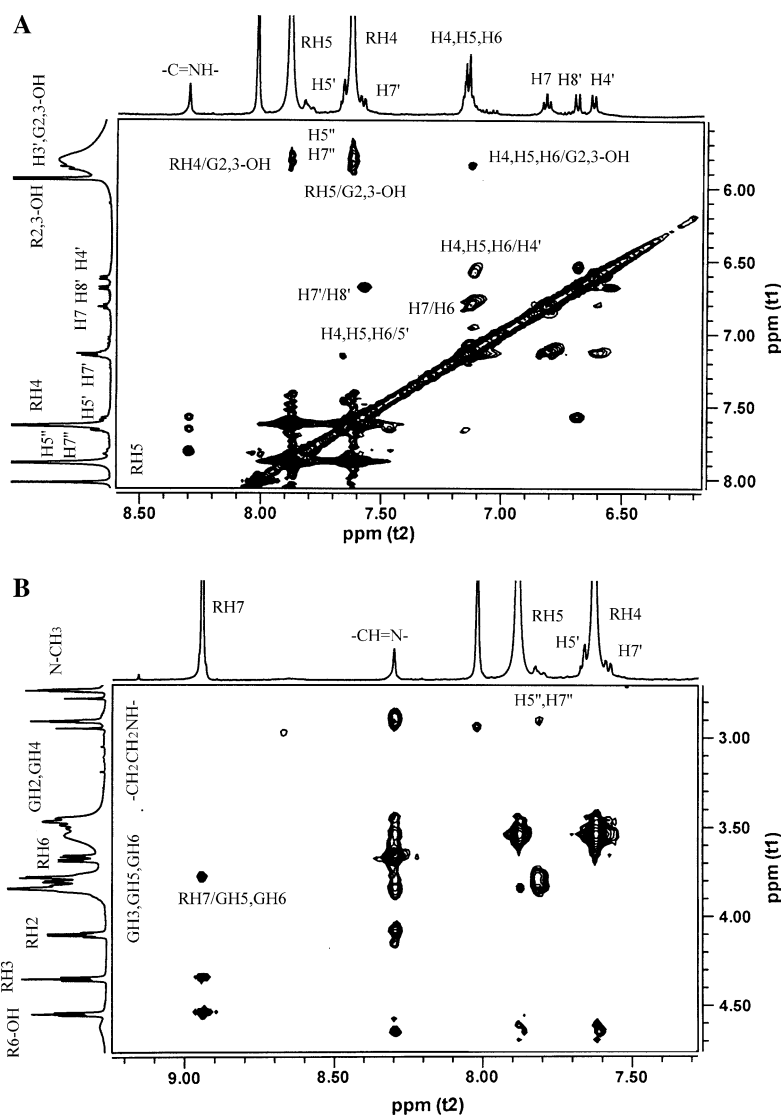 A
RH5
RH4
H4,H5,H6
-C=NH-
H5'
H7'
H7
H8'
H4'
H3',G2,3-OH
R2,3-OH
H7 H8' H4'
H5' H7'
RH4
H5" H7"
RH5
H5"
H7"
RH4/G2,3-OH
RH5/G2,3-OH
H4,H5,H6/G2,3-OH
H4,H5,H6/H4'
H7'/H8'
H7/H6
H4,H5,H6/5'
6.00
6.50
7.00
7.50
8.00
ppm (t1)
8.50 8.00 7.50 7.00 6.50
ppm (t2)
B
RH7
-CH=N-
RH5
RH4
H5'
H7'
N-CH3
GH2,GH4
RH6
RH2
RH3
R6-OH
-CH2CH2NH-
GH3,GH5,GH6
H5",H7"
RH7/GH5,GH6
3.00
3.50
4.00
4.50
ppm (t1)
9.00 8.50 8.00 7.50
ppm (t2)